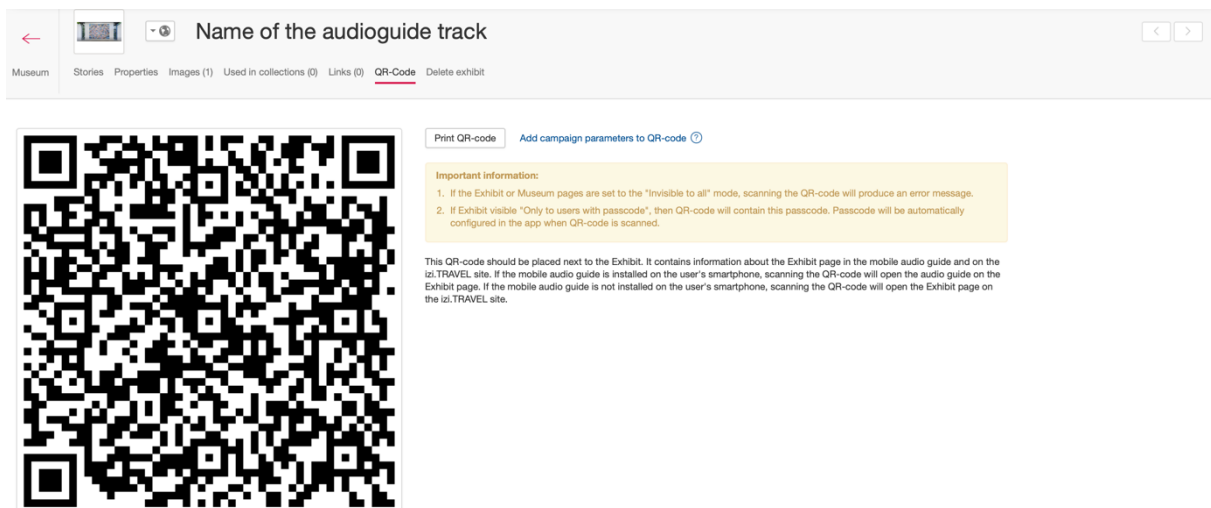 Name of the audioguide track
Museum
Stories Properties Images (1) Used in collections (0) Links (0) QR-Code Delete exhibit
Print QR-code Add campaign parameters to QR-code ?
Important information:
1. If the Exhibit or Museum pages are set to the "Invisible to all" mode, scanning the QR-code will produce an error message.
2. If Exhibit visible "Only to users with passcode", then QR-code will contain this passcode. Passcode will be automatically
configured in the app when QR-code is scanned.
This QR-code should be placed next to the Exhibit. It contains information about the Exhibit page in the mobile audio guide and on the
izi.TRAVEL site. If the mobile audio guide is installed on the user's smartphone, scanning the QR-code will open the audio guide on the
Exhibit page. If the mobile audio guide is not installed on the user's smartphone, scanning the QR-code will open the Exhibit page on
the izi.TRAVEL site.